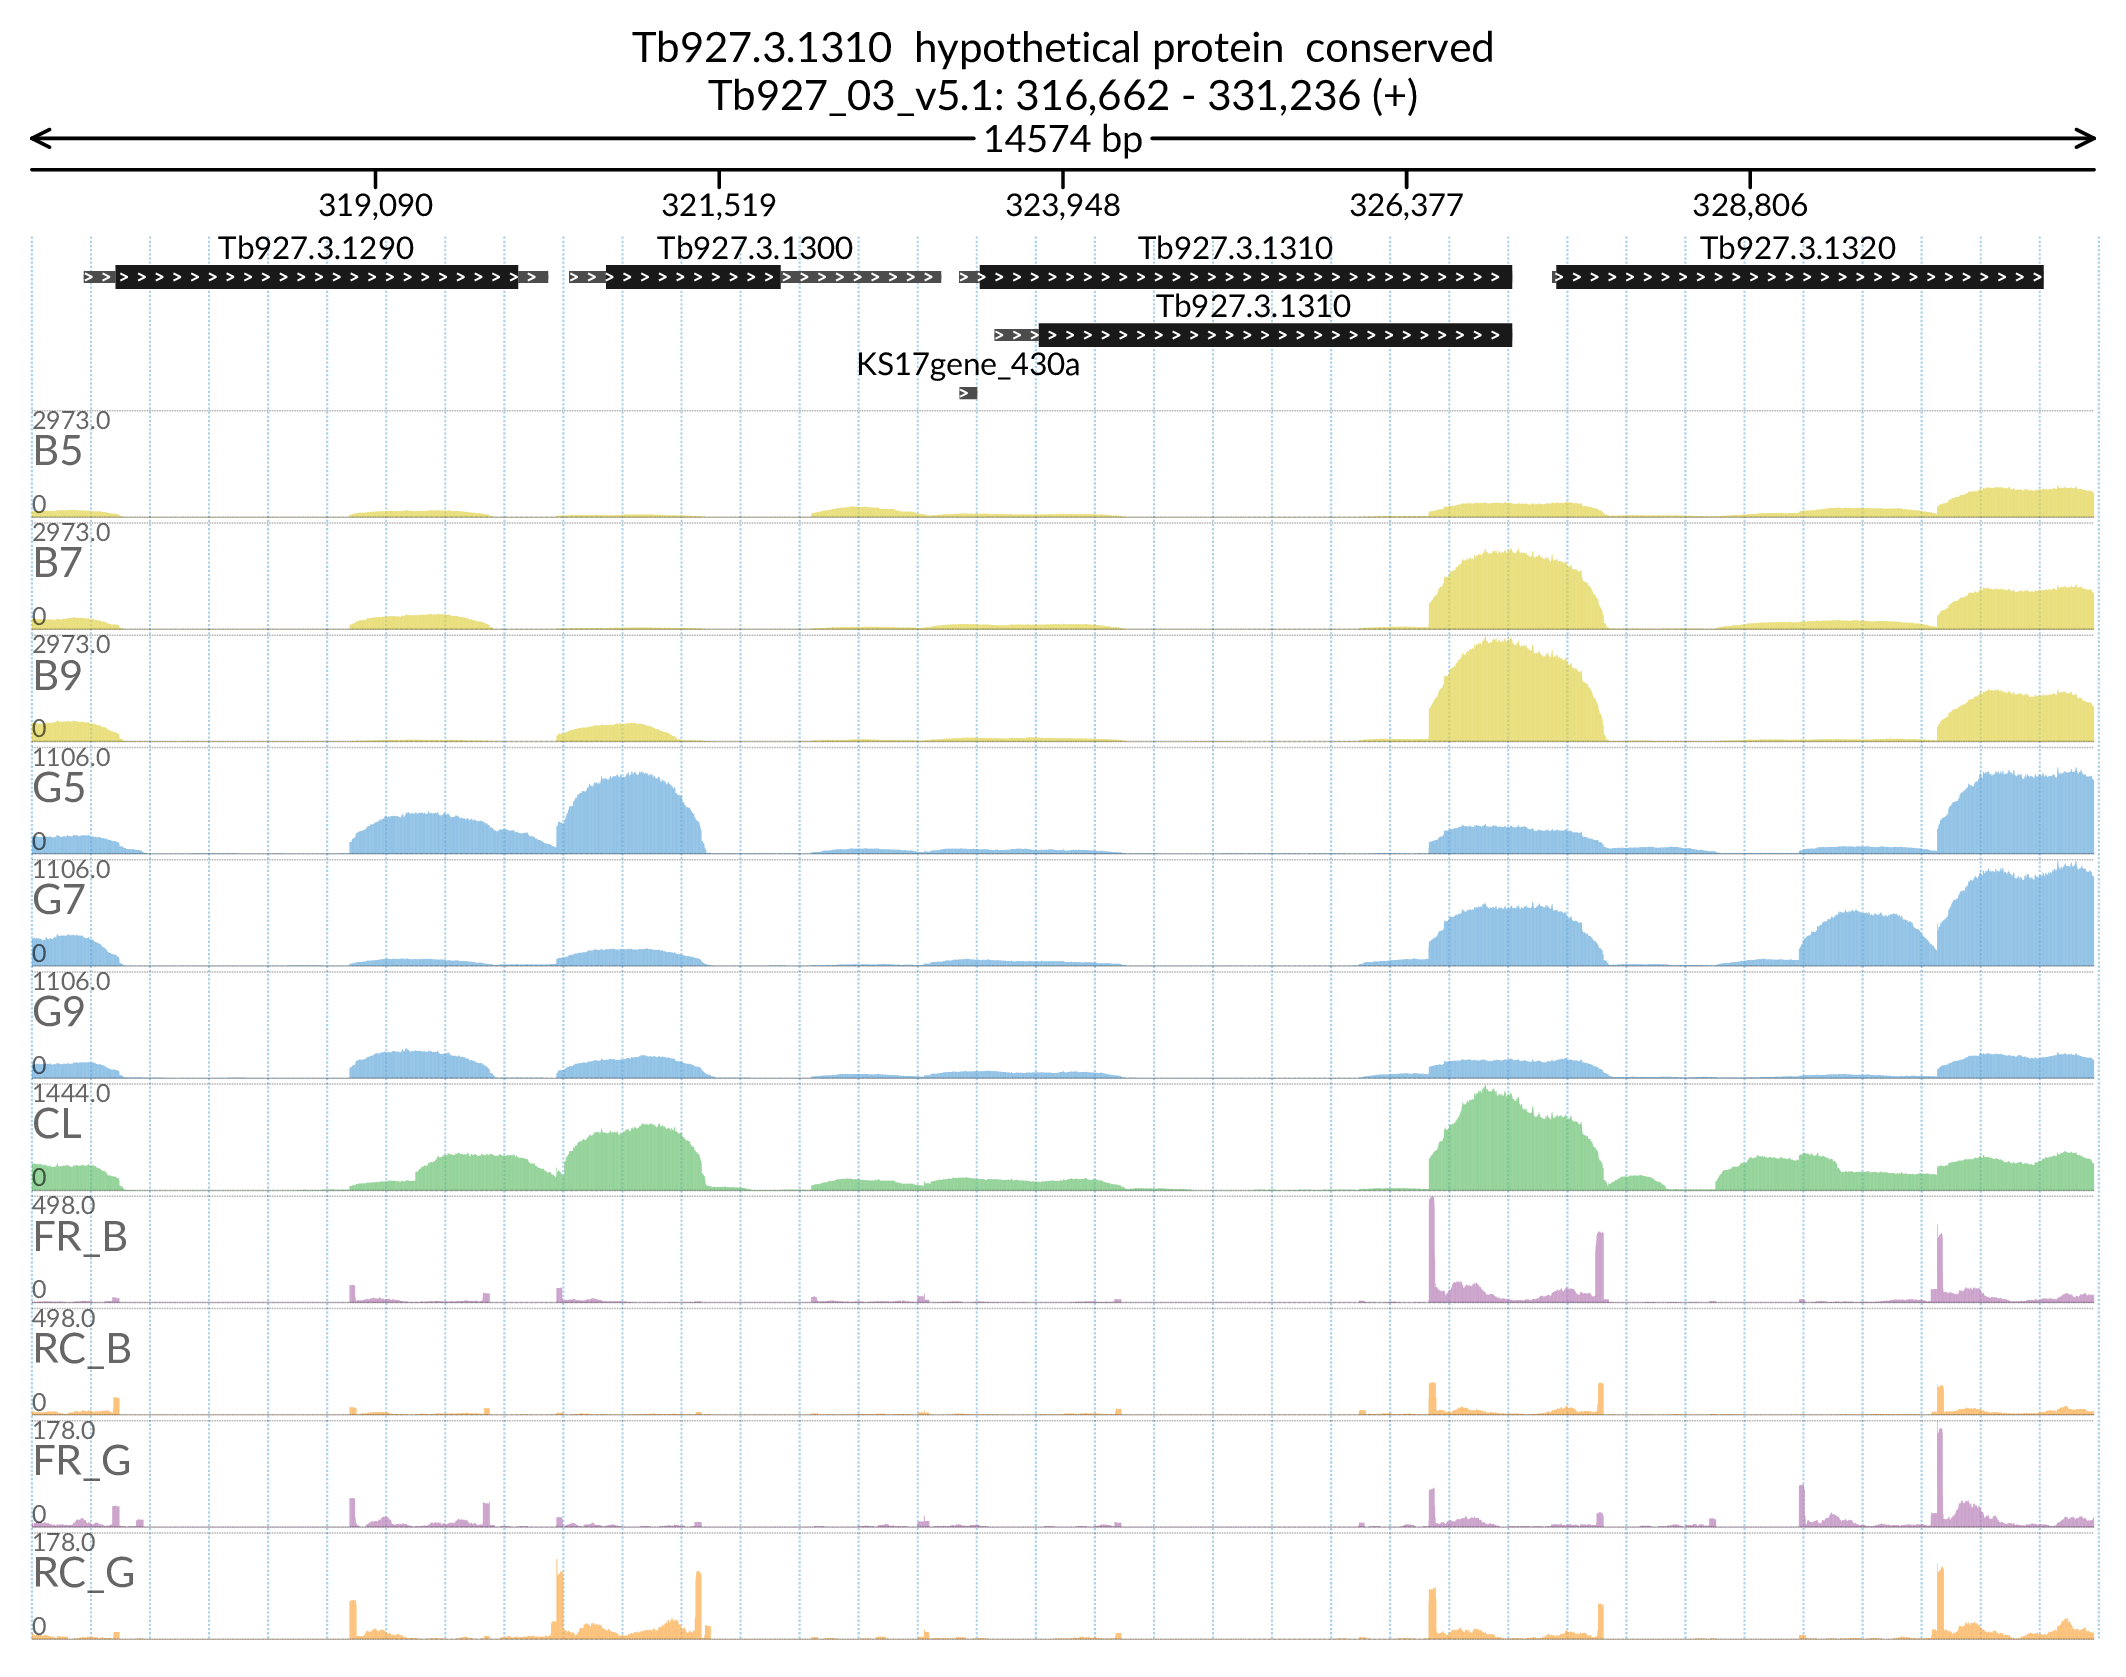 Tb927.3.1310  hypothetical protein  conserved
Tb927_03_v5.1: 316,662 - 331,236 (+)
14574 bp
319,090 321,519 323,948 326,377 328,806
Tb927.3.1290 Tb927.3.1300 Tb927.3.1310 Tb927.3.1320
Tb927.3.1310
KS17gene_430a
2973.0
B5
0
2973.0
B7
0
2973.0
B9
0
1106.0
G5
0
1106.0
G7
0
1106.0
G9
0
1444.0
CL
0
498.0
FR_B
0
498.0
RC_B
0
178.0
FR_G
0
178.0
RC_G
0